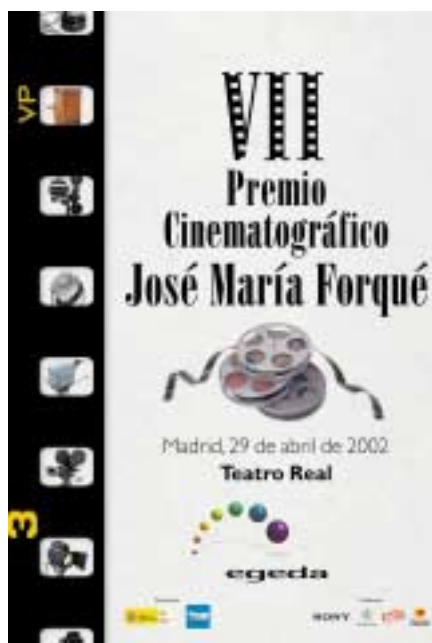 VP
3
VII
Premio
Cinematográfico
José María Forqué
Madrid, 29 de abril de 2002
Teatro Real
egeda
SONY